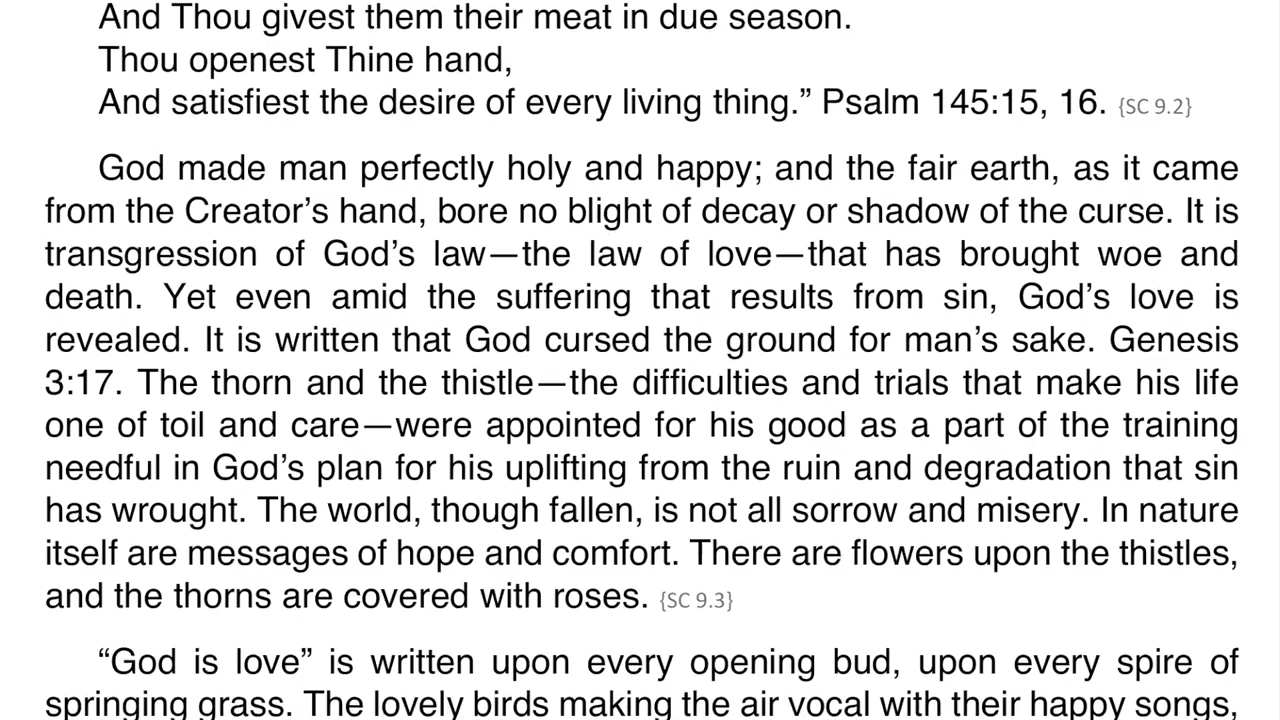 And Thou givest them their meat in due season.
Thou openest Thine hand,
And satisfiest the desire of every living thing.” Psalm 145:15, 16. {SC 9.2}
God made man perfectly holy and happy; and the fair earth, as it came
from the Creator’s hand, bore no blight of decay or shadow of the curse. It is
transgression of God’s law—the law of love—that has brought woe and
death. Yet even amid the suffering that results from sin, God’s love is
revealed. It is written that God cursed the ground for man’s sake. Genesis
3:17. The thorn and the thistle—the difficulties and trials that make his life
one of toil and care—were appointed for his good as a part of the training
needful in God’s plan for his uplifting from the ruin and degradation that sin
has wrought. The world, though fallen, is not all sorrow and misery. In nature
itself are messages of hope and comfort. There are flowers upon the thistles,
and the thorns are covered with roses. {SC 9.3}
“God is love” is written upon every opening bud, upon every spire of
springing grass. The lovely birds making the air vocal with their happy songs,